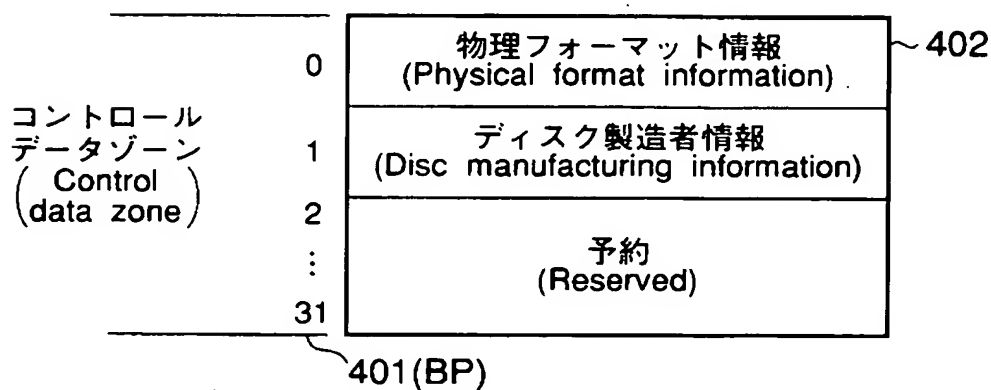 0
物理フォーマット情報
(Physical format information)
402
コントロール
データゾーン
(Control
data zone)
1
ディスク製造者情報
(Disc manufacturing information)
2
⋮
31
予約
(Reserved)
401(BP)